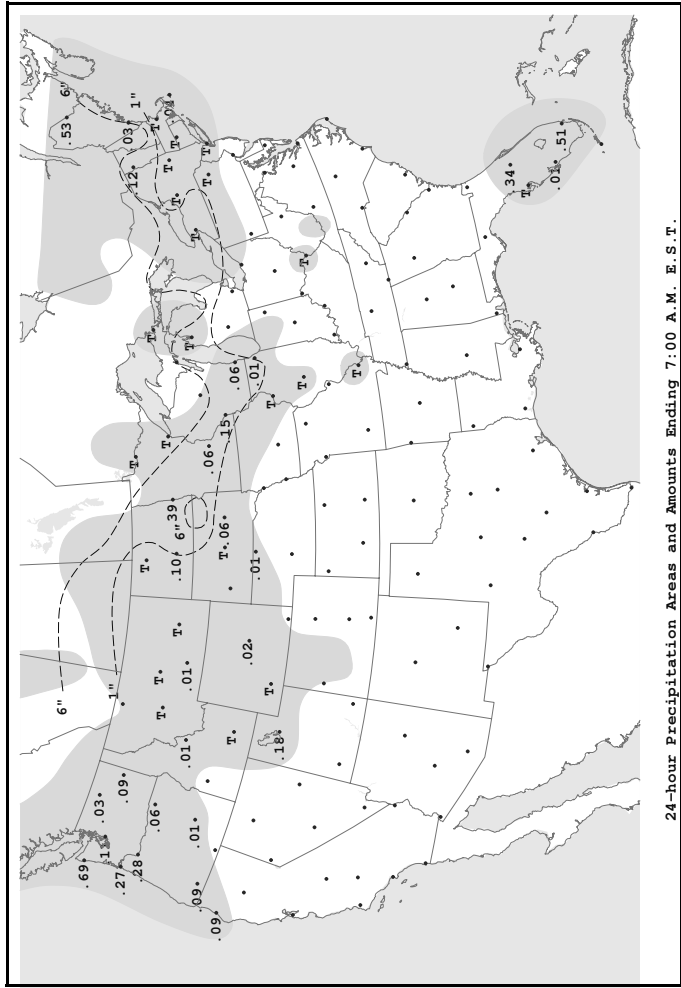 6"
6"
.53
.69
.03
.11
1"
.27
.09
.03
.12
T
1"
.28
T
T
.06
T
T
T
T
T
.39
.10
T
T
T
6"
.01
.01
T
.01
T
.09
T
T
.06
.09
.15
T
.06
T
.06
.02
.01
.01
T
T
.18
T
T
T
.34
T
.01
.51
24-hour Precipitation Areas and Amounts Ending 7:00 A.M. E.S.T.